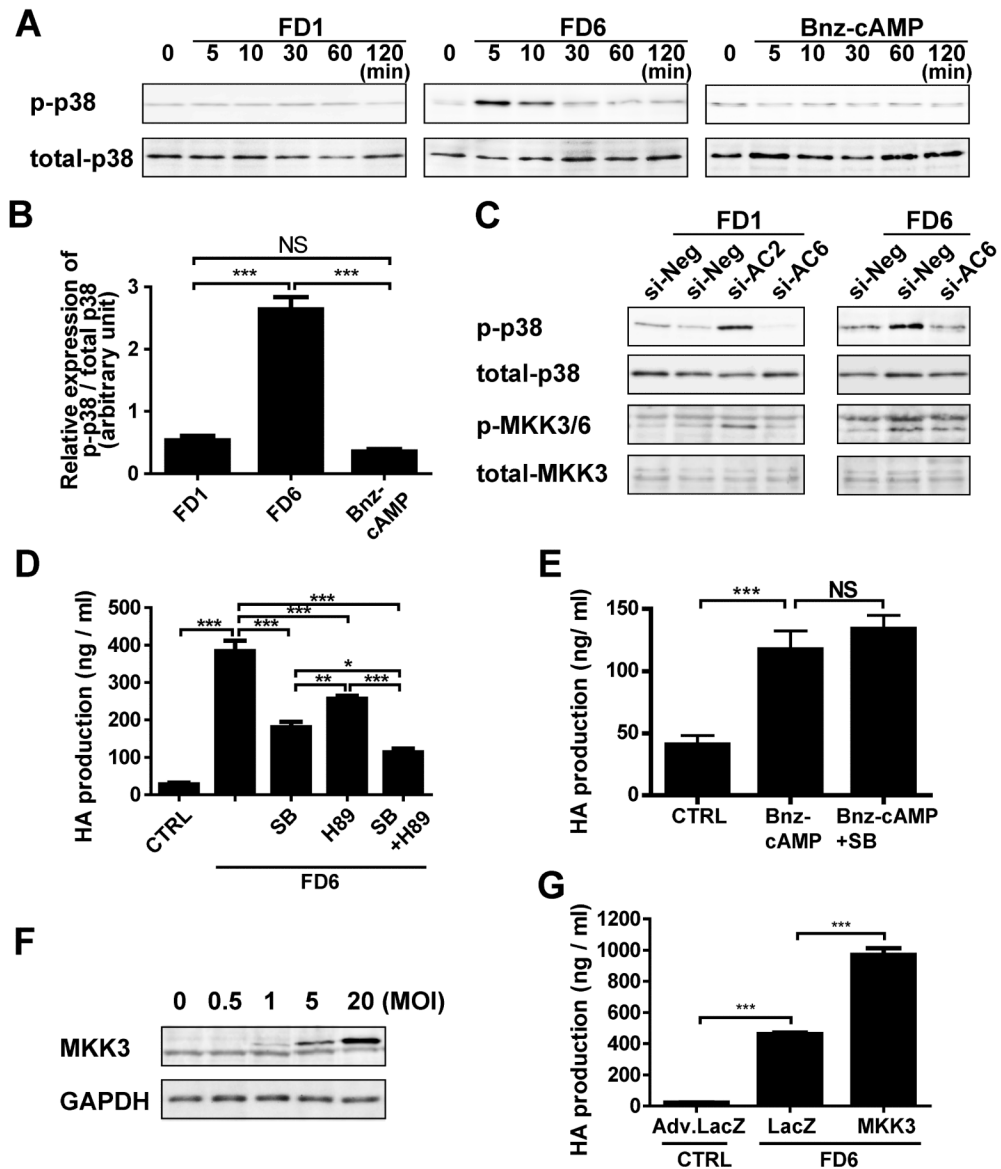 A
FD1 FD6 Bnz-cAMP
0 5 10 30 60 120 0 5 10 30 60 120 0 5 10 30 60 120
(min) (min) (min)
p-p38
total-p38
B
Relative expression of
p-p38 / total p38
(arbitrary unit)
NS
*** ***
3
2
1
0
FD1 FD6 Bnz-
cAMP
C
FD1 FD6
si-Neg si-Neg si-AC2 si-AC6 si-Neg si-Neg si-AC6
p-p38
total-p38
p-MKK3/6
total-MKK3
D
HA production (ng / ml)
500
400
300
200
100
0
***
***
*** ***
*
** ***
CTRL SB H89 SB
+H89
FD6
E
HA production (ng/ ml)
150
100
50
0
*** NS
CTRL Bnz- Bnz-cAMP
cAMP +SB
F
0 0.5 1 5 20 (MOI)
MKK3
GAPDH
G
HA production (ng / ml)
1200
1000
800
600
400
200
0
***
***
Adv.LacZ LacZ MKK3
CTRL FD6